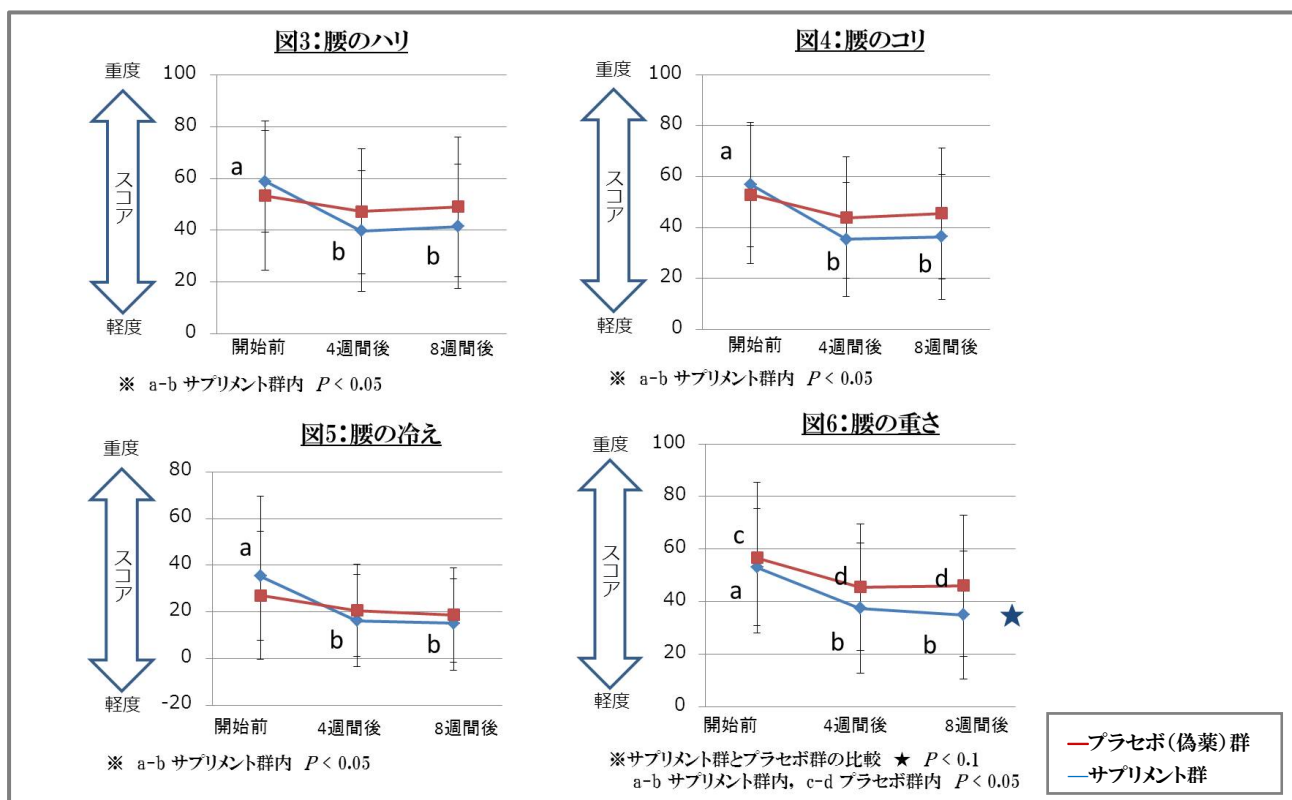 図3：腰のハリ
重度
スコア
軽度
100
80
60
40
20
0
a
b
b
開始前 4週間後 8週間後
※ a-b サプリメント群内 P < 0.05
図4：腰のコリ
重度
スコア
軽度
100
80
60
40
20
0
a
b
b
開始前 4週間後 8週間後
※ a-b サプリメント群内 P < 0.05
図5：腰の冷え
重度
スコア
軽度
80
60
40
20
0
-20
a
b
b
開始前 4週間後 8週間後
※ a-b サプリメント群内 P < 0.05
図6：腰の重さ
重度
スコア
軽度
100
80
60
40
20
0
c
a
d
d
b
b
★
開始前 4週間後 8週間後
※サプリメント群とプラセボ群の比較 ★ P < 0.1
a-b サプリメント群内, c-d プラセボ群内 P < 0.05
プラセボ(偽薬)群
サプリメント群